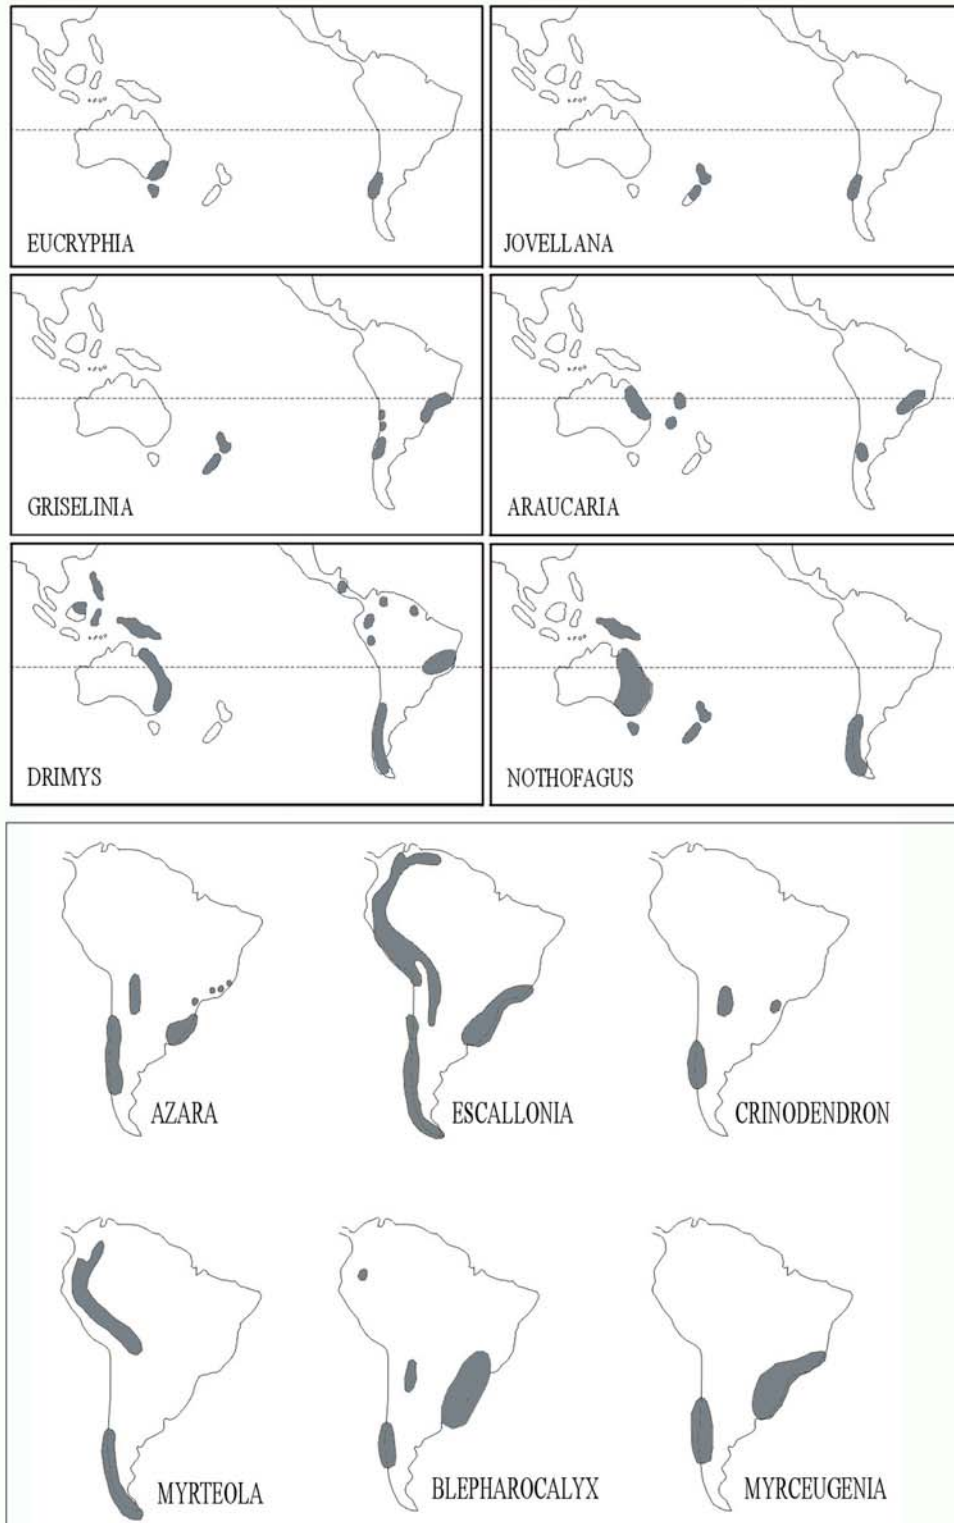 EUCRYPHIA
JOVELLANA
GRISELINIA
ARAUCARIA
DRIMYS
NOTHOFAGUS
AZARA
ESCALLONIA
CRINODENDRON
MYRTEOLA
BLEPHAROCALYX
MYRCEUGENIA